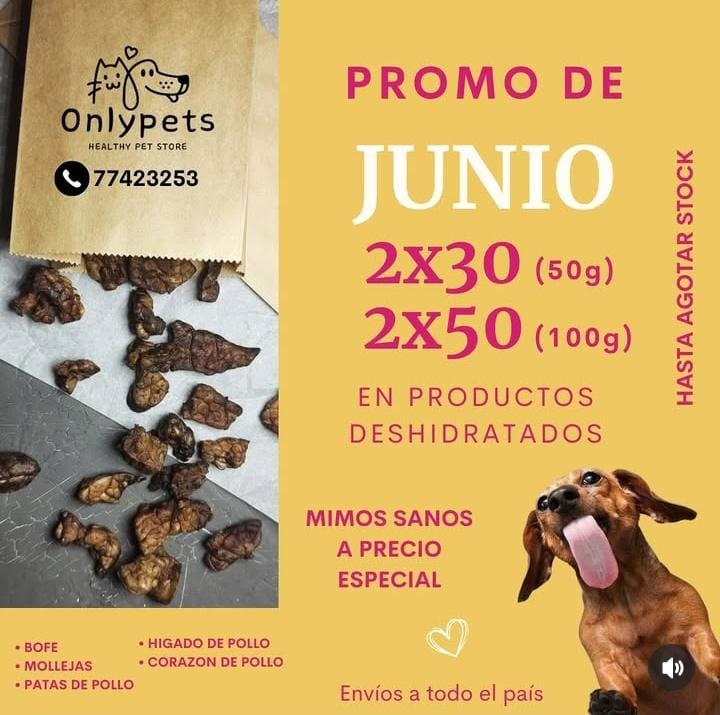 Onlypets
HEALTHY PET STORE
77423253
PROMO DE
JUNIO
2x30 (50g)
2x50 (100g)
EN PRODUCTOS
DESHIDRATADOS
HASTA AGOTAR STOCK
MIMOS SANOS
A PRECIO
ESPECIAL
• BOFE
• MOLLEJAS
• PATAS DE POLLO
• HIGADO DE POLLO
• CORAZON DE POLLO
Envíos a todo el país